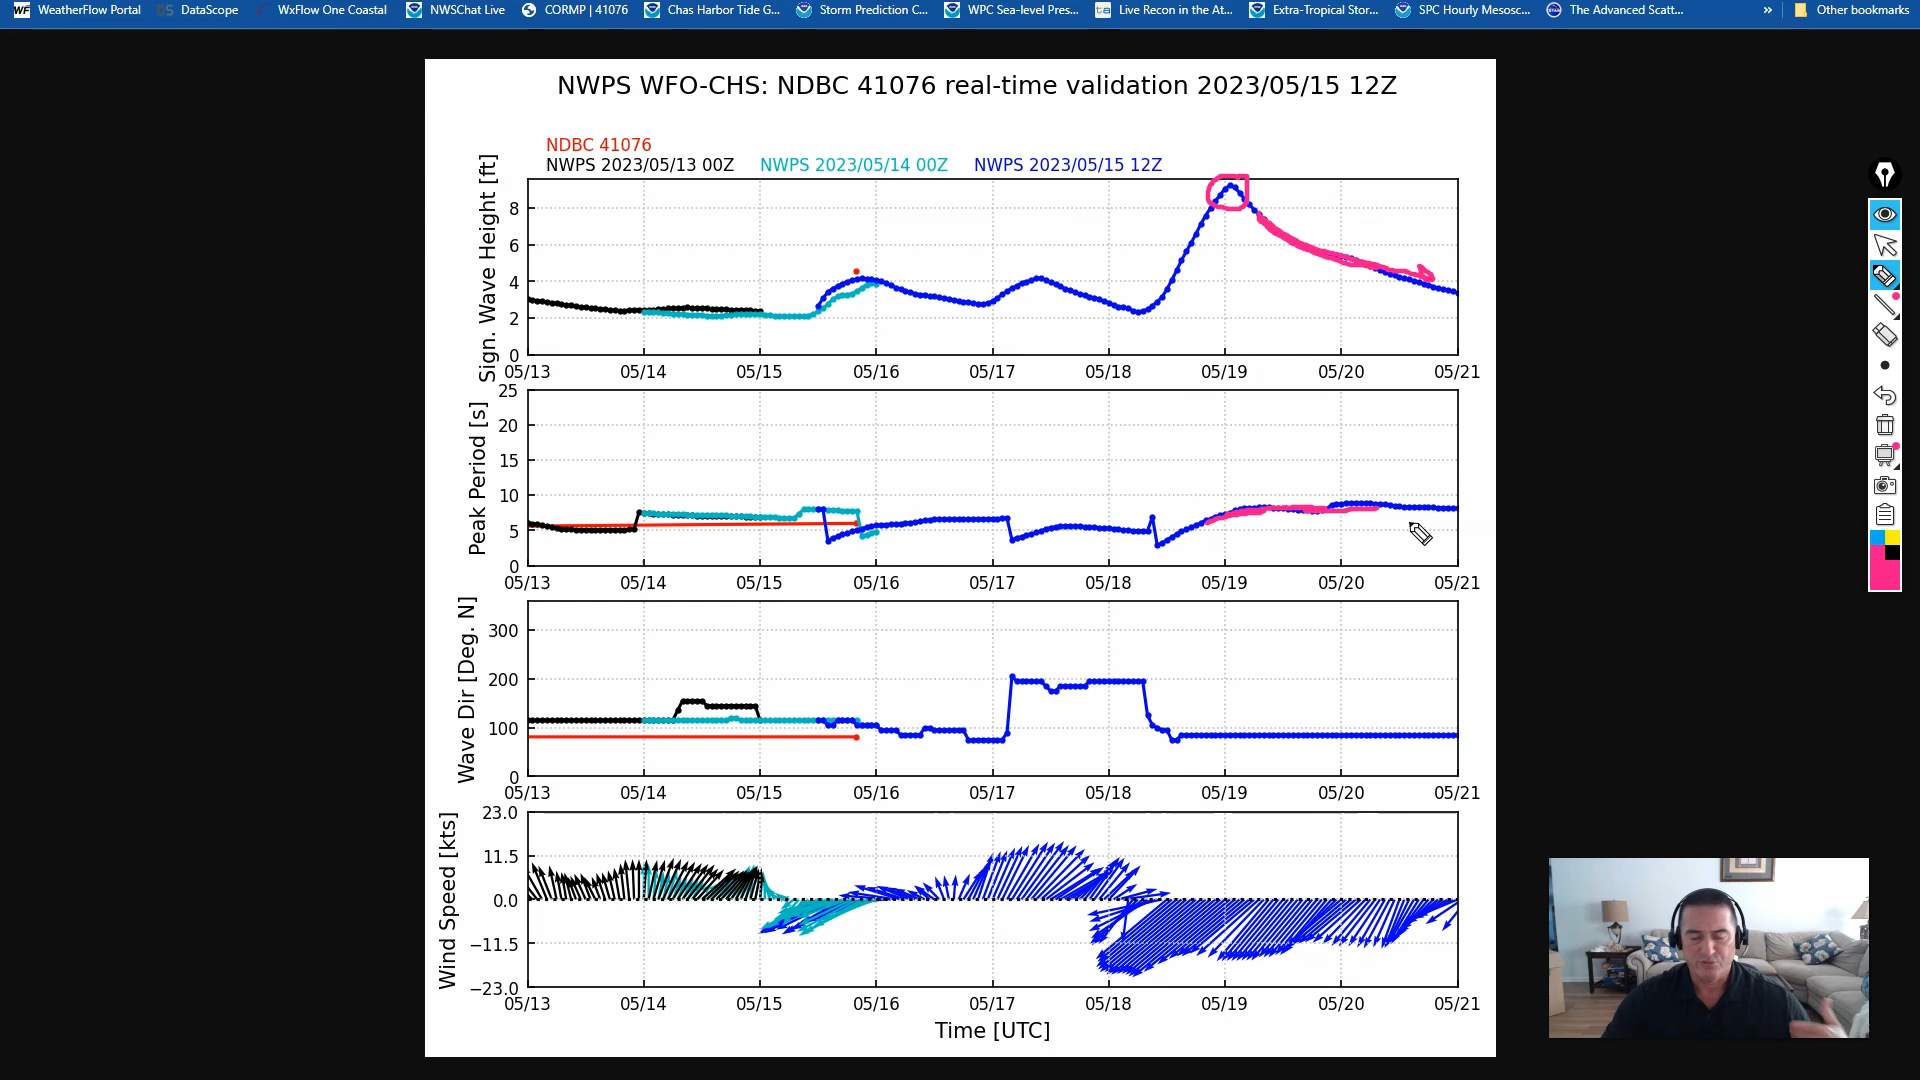 WF WeatherFlow Portal DS DataScope WxFlow One Coastal NWSChat Live CORMP | 41076 Chas Harbor Tide G... Storm Prediction C... WPC Sea-level Pres... ta Live Recon in the At... Extra-Tropical Stor... SPC Hourly Mesosc... The Advanced Scatt... » Other bookmarks
NWPS WFO-CHS: NDBC 41076 real-time validation 2023/05/15 12Z
NDBC 41076
NWPS 2023/05/13 00Z NWPS 2023/05/14 00Z NWPS 2023/05/15 12Z
Sign. Wave Height [ft]
8
6
4
2
0
05/13 05/14 05/15 05/16 05/17 05/18 05/19 05/20 05/21
Peak Period [s]
25
20
15
10
5
0
05/13 05/14 05/15 05/16 05/17 05/18 05/19 05/20 05/21
Wave Dir [Deg. N]
300
200
100
0
05/13 05/14 05/15 05/16 05/17 05/18 05/19 05/20 05/21
Wind Speed [kts]
23.0
11.5
0.0
−11.5
−23.0
05/13 05/14 05/15 05/16 05/17 05/18 05/19 05/20 05/21
Time [UTC]